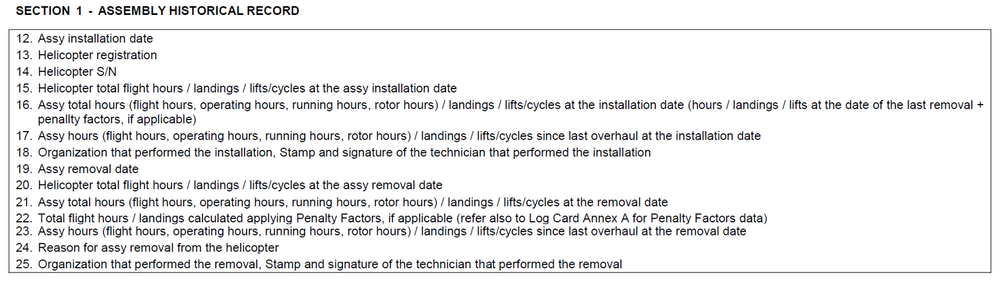 SECTION 1 - ASSEMBLY HISTORICAL RECORD
12. Assy installation date
13. Helicopter registration
14. Helicopter S/N
15. Helicopter total flight hours / landings / lifts/cycles at the assy installation date
16. Assy total hours (flight hours, operating hours, running hours, rotor hours) / landings / lifts/cycles at the installation date (hours / landings / lifts at the date of the last removal +
penallty factors, if applicable)
17. Assy hours (flight hours, operating hours, running hours, rotor hours) / landings / lifts/cycles since last overhaul at the installation date
18. Organization that performed the installation, Stamp and signature of the technician that performed the installation
19. Assy removal date
20. Helicopter total flight hours / landings / lifts/cycles at the assy removal date
21. Assy total hours (flight hours, operating hours, running hours, rotor hours) / landings / lifts/cycles at the removal date
22. Total flight hours / landings calculated applying Penalty Factors, if applicable (refer also to Log Card Annex A for Penalty Factors data)
23. Assy hours (flight hours, operating hours, running hours, rotor hours) / landings / lifts/cycles since last overhaul at the removal date
24. Reason for assy removal from the helicopter
25. Organization that performed the removal, Stamp and signature of the technician that performed the removal